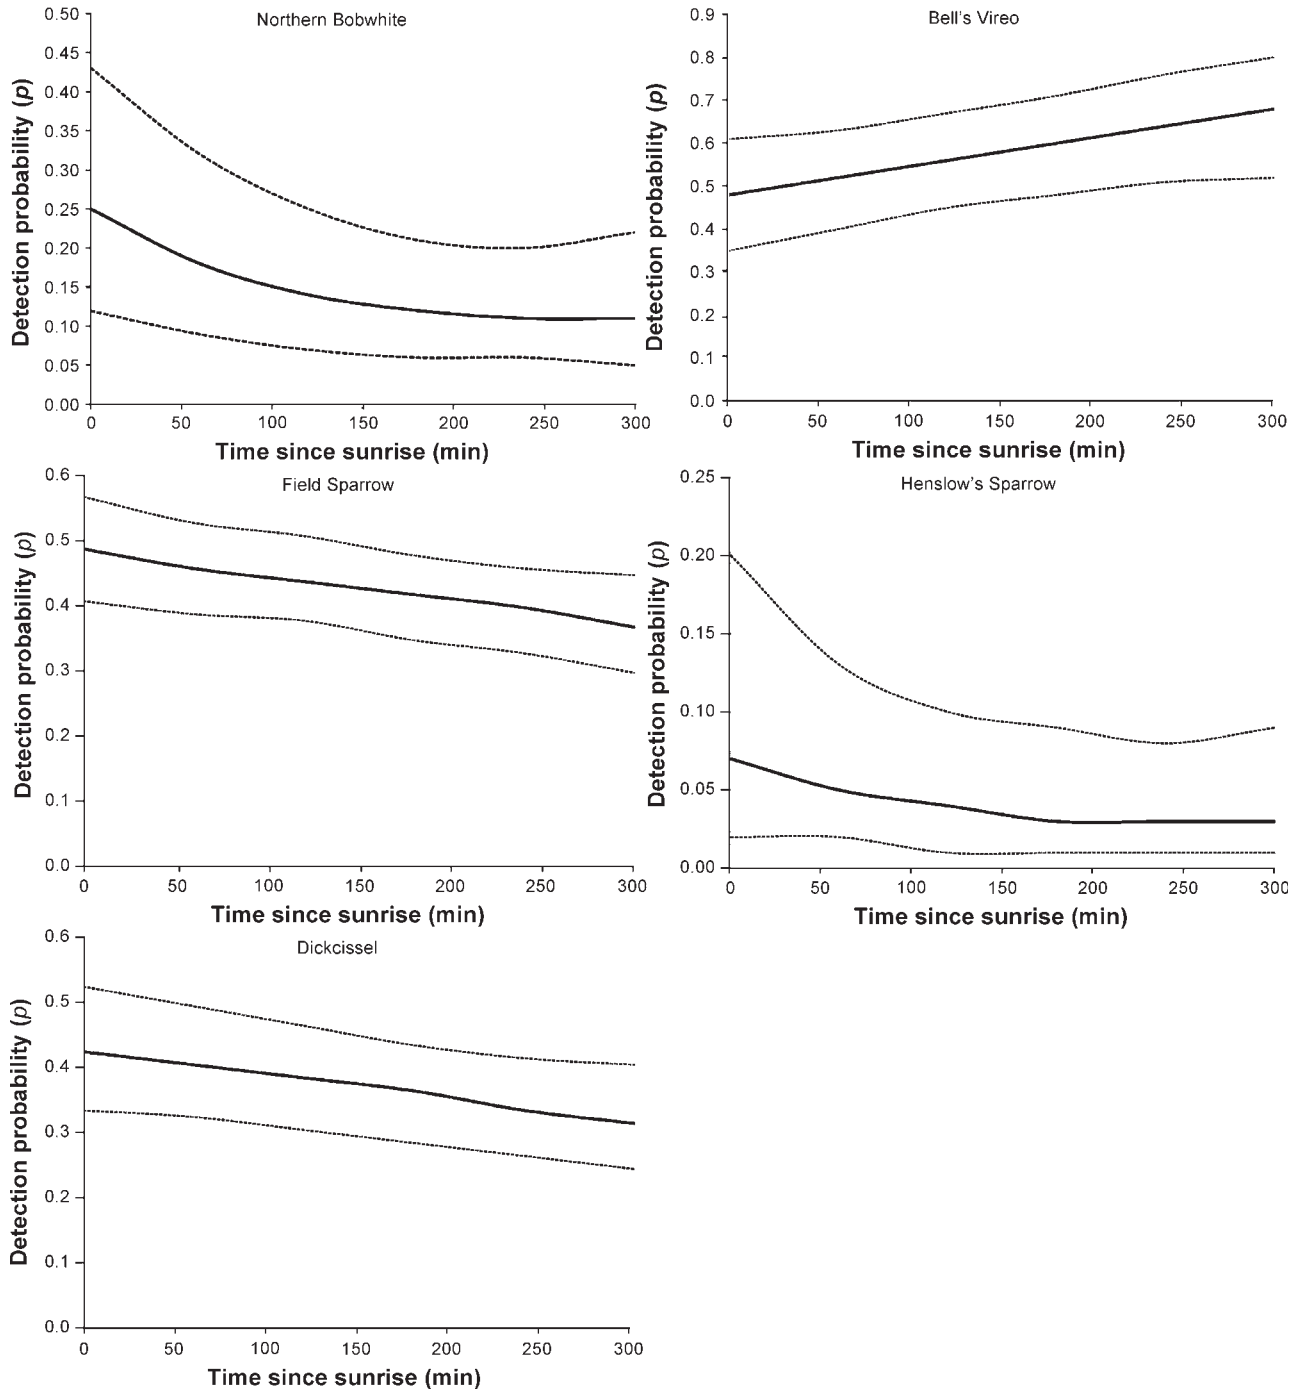 Northern Bobwhite
Detection probability (p)
0.50
0.45
0.40
0.35
0.30
0.25
0.20
0.15
0.10
0.05
0.00
0 50 100 150 200 250 300
Time since sunrise (min)
Bell's Vireo
Detection probability (p)
0.9
0.8
0.7
0.6
0.5
0.4
0.3
0.2
0.1
0.0
0 50 100 150 200 250 300
Time since sunrise (min)
Field Sparrow
Detection probability (p)
0.6
0.5
0.4
0.3
0.2
0.1
0.0
0 50 100 150 200 250 300
Time since sunrise (min)
Henslow's Sparrow
Detection probability (p)
0.25
0.20
0.15
0.10
0.05
0.00
0 50 100 150 200 250 300
Time since sunrise (min)
Dickcissel
Detection probability (p)
0.6
0.5
0.4
0.3
0.2
0.1
0.0
0 50 100 150 200 250 300
Time since sunrise (min)